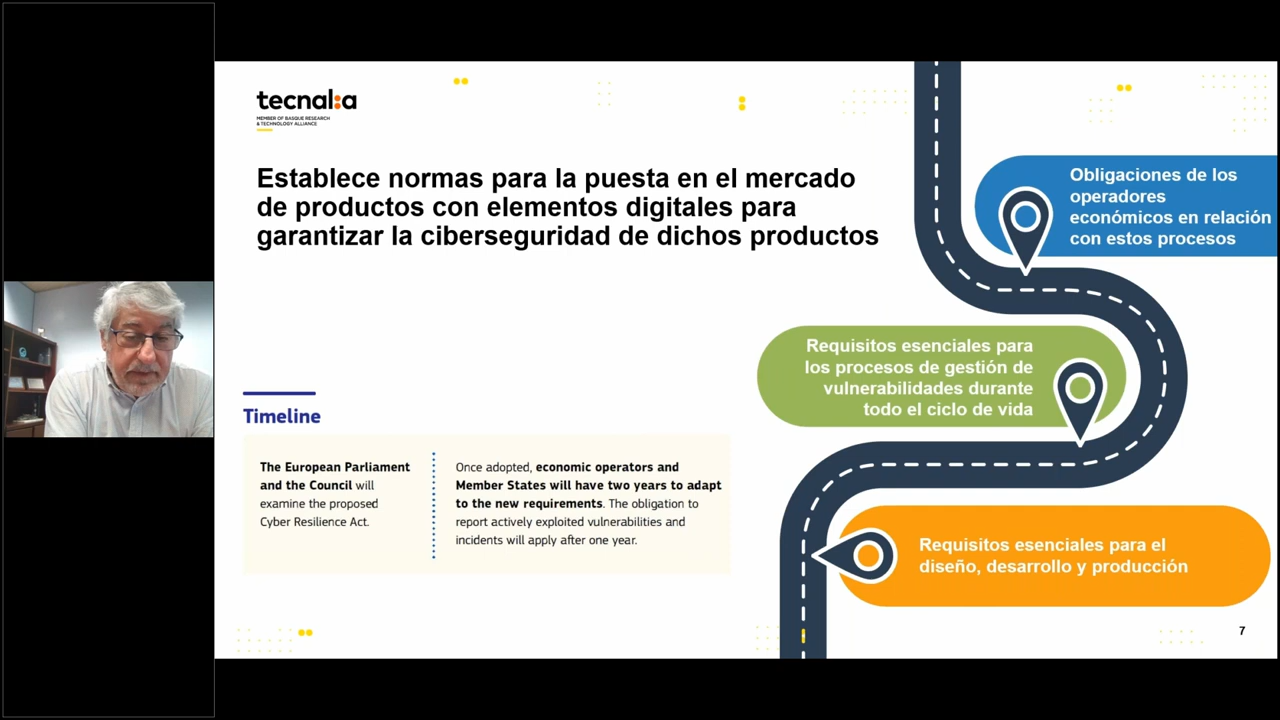 tecnal:a
MEMBER OF BASQUE RESEARCH
& TECHNOLOGY ALLIANCE
Establece normas para la puesta en el mercado
de productos con elementos digitales para
garantizar la ciberseguridad de dichos productos
Obligaciones de los
operadores
económicos en relación
con estos procesos
Requisitos esenciales para
los procesos de gestión de
vulnerabilidades durante
todo el ciclo de vida
Requisitos esenciales para el
diseño, desarrollo y producción
Timeline
The European Parliament
and the Council will
examine the proposed
Cyber Resilience Act.
Once adopted, economic operators and
Member States will have two years to adapt
to the new requirements. The obligation to
report actively exploited vulnerabilities and
incidents will apply after one year.
7